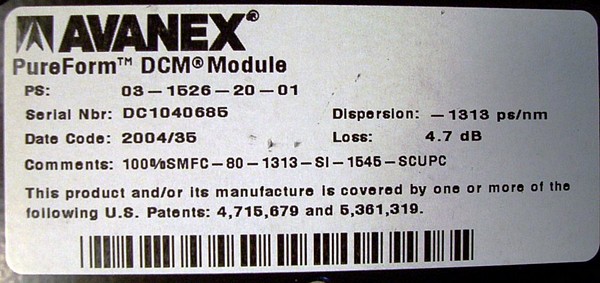 AVANEX®
PureForm™ DCM® Module
PS: 03-1526-20-01
Serial Nbr: DC1040685 Dispersion: -1313 ps/nm
Date Code: 2004/35 Loss: 4.7 dB
Comments: 100%SMFC-80-1313-SI-1545-SCUPC
This product and/or its manufacture is covered by one or more of the
following U.S. Patents: 4,715,679 and 5,361,319.